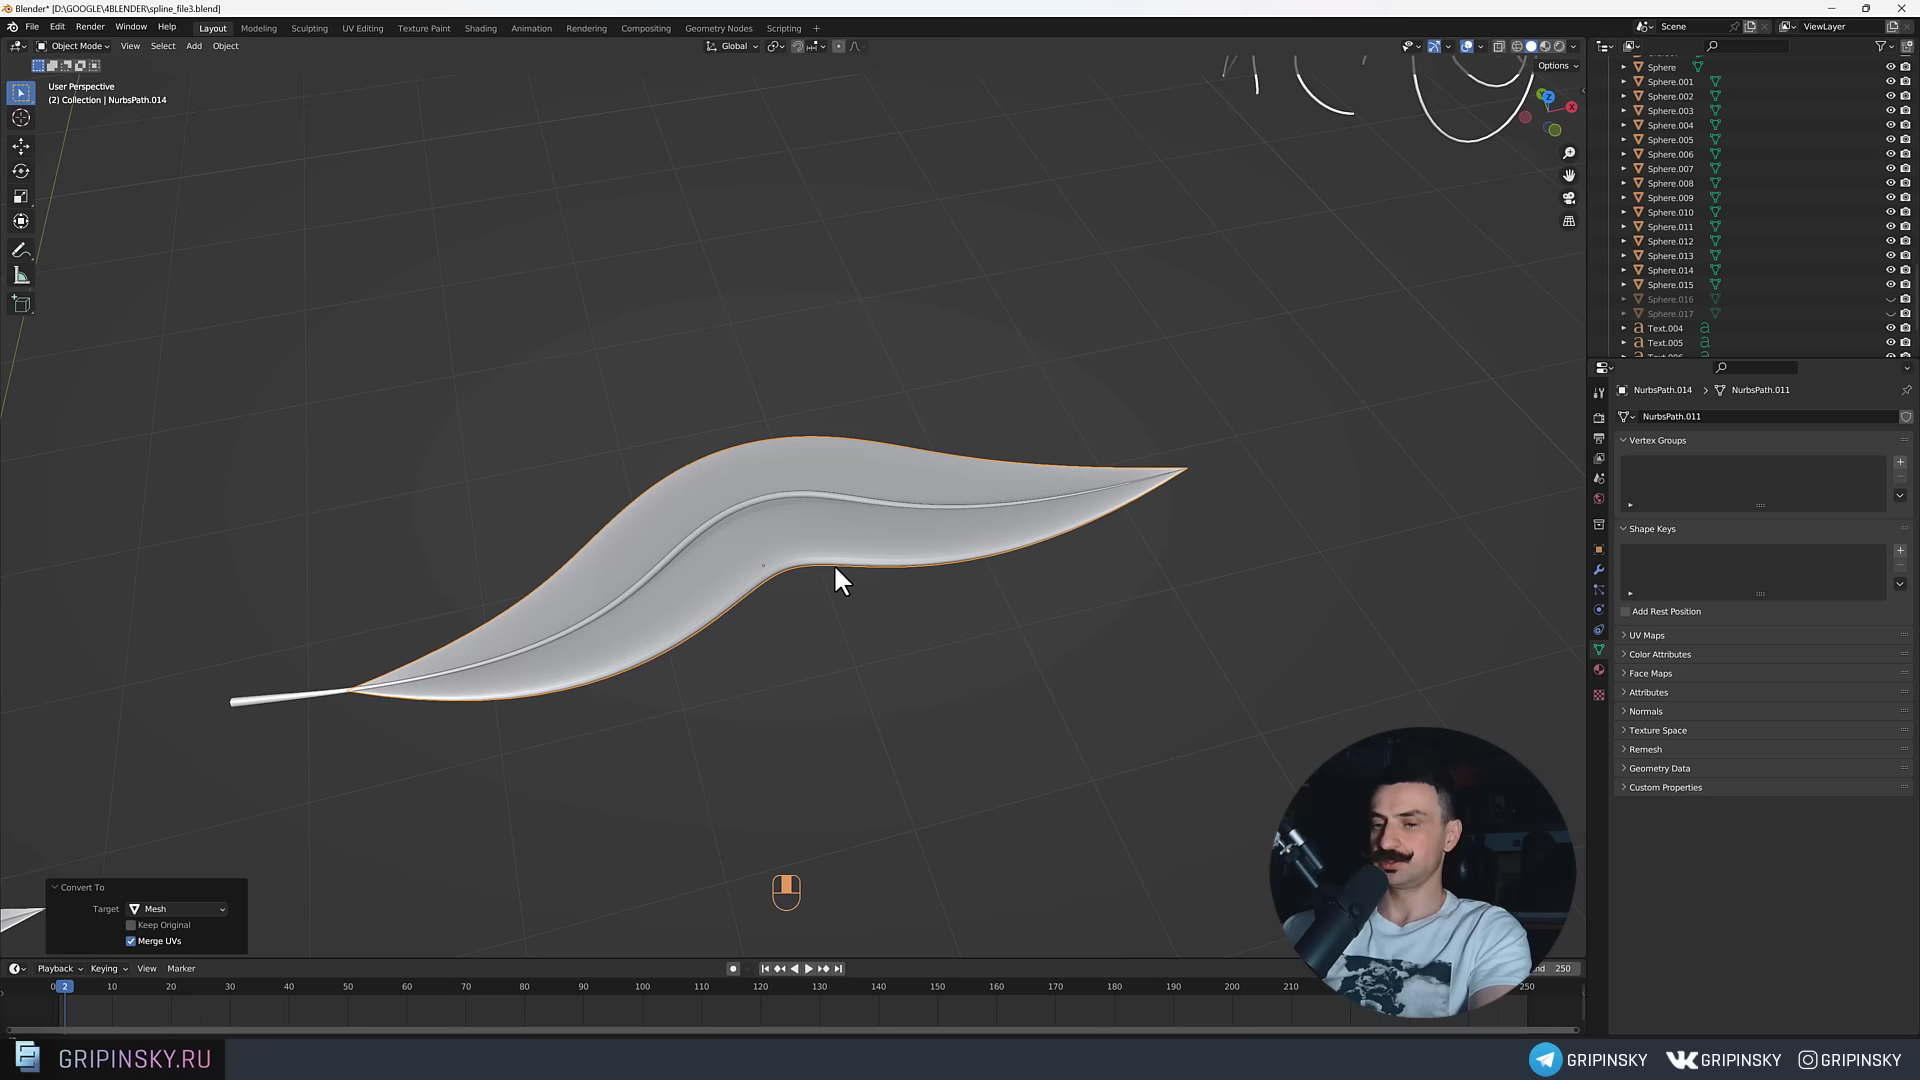 Blender* [D:\GOOGLE\4BLENDER\spline_file3.blend]
File Edit Render Window Help Layout Modeling Sculpting UV Editing Texture Paint Shading Animation Rendering Compositing Geometry Nodes Scripting + Scene ViewLayer
Object Mode View Select Add Object Global
Options
User Perspective
(2) Collection | NurbsPath.014
Z
Sphere
Sphere.001
Sphere.002
Sphere.003
Sphere.004
Sphere.005
Sphere.006
Sphere.007
Sphere.008
Sphere.009
Sphere.010
Sphere.011
Sphere.012
Sphere.013
Sphere.014
Sphere.015
Sphere.016
Sphere.017
Text.004
Text.005
NurbsPath.014 NurbsPath.011
NurbsPath.011
Vertex Groups
Shape Keys
Add Rest Position
UV Maps
Color Attributes
Face Maps
Attributes
Normals
Texture Space
Remesh
Geometry Data
Custom Properties
Convert To
Target Mesh
Keep Original
Merge UVs
Playback Keying View Marker 250
0 2 10 20 30 40 50 60 70 80 90 100 110 120 130 140 150 160 170 180 190 200 210 250
GRIPINSKY.RU GRIPINSKY GRIPINSKY GRIPINSKY